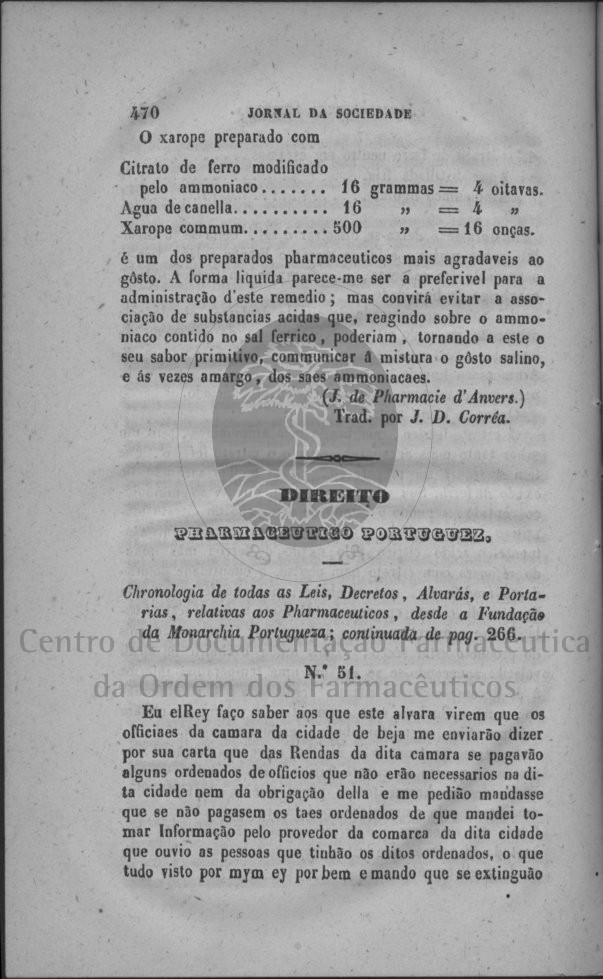 470 JORNAL DA SOCIEDADE
O xarope preparado com
Citrato de ferro modificado
pelo ammoniaco....... 16 grammas = 4 oitavas.
Agua de canella.......... 16 „ = 4 „
Xarope commum......... 500 „ = 16 onças.
é um dos preparados pharmaceuticos mais agradaveis ao
gôsto. A forma liquida parece-me ser a preferivel para a
administração d'este remedio; mas convirá evitar a asso-
ciação de substancias acidas que, reagindo sobre o ammo-
niaco contido no sal ferrico, poderiam, tornando a este o
seu sabor primitivo, communicar á mistura o gôsto salino,
e ás vezes amargo, dos saes ammoniacaes.
(J. de Pharmacie d'Anvers.)
Trad. por J. D. Corrêa.
DIREITO
PHARMACEUTICO PORTUGUEZ,
Chronologia de todas as Leis, Decretos, Alvarás, e Porta-
rias, relativas aos Pharmaceuticos, desde a Fundação
da Monarchia Portugueza; continuada de pag. 266.
Centro de Documentação Farmacêutica
da Ordem dos Farmacêuticos
N.º 51.
Eu elRey faço saber aos que este alvara virem que os
officiaes da camara da cidade de beja me enviarão dizer
por sua carta que das Rendas da dita camara se pagavão
alguns ordenados de officios que não erão necessarios na di-
ta cidade nem da obrigação della e me pedião mandasse
que se não pagasem os taes ordenados de que mandei to-
mar Informação pelo provedor da comarca da dita cidade
que ouvio as pessoas que tinhão os ditos ordenados, o que
tudo visto por mym ey por bem e mando que se extinguão